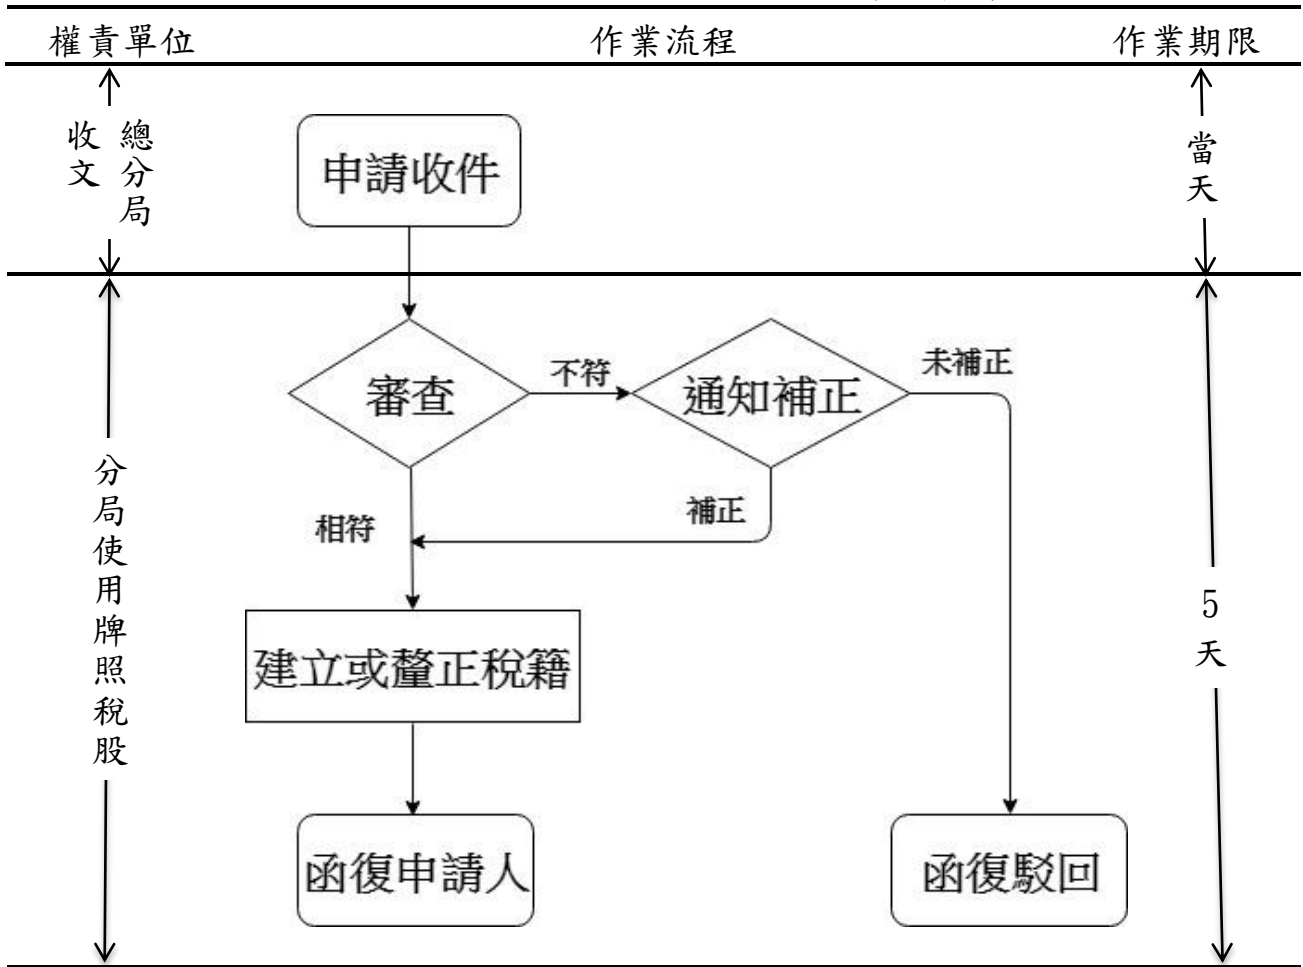 權責單位 作業流程 作業期限
總分局
收文
申請收件
當天
審查
不符
通知補正
未補正
相符
補正
分局使用牌照稅股
5天
建立或釐正稅籍
函復申請人
函復駁回